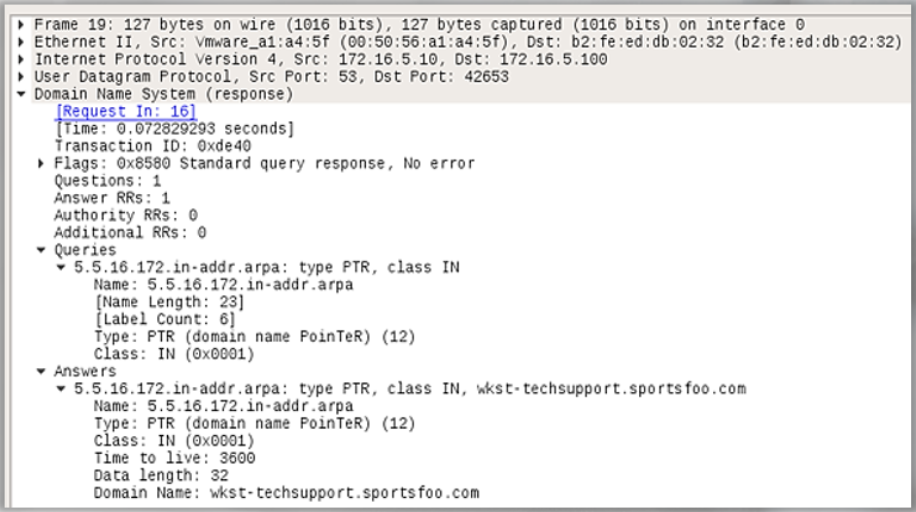 Frame 19: 127 bytes on wire (1016 bits), 127 bytes captured (1016 bits) on interface 0
Ethernet II, Src: Vmware_a1:a4:5f (00:50:56:a1:a4:5f), Dst: b2:fe:ed:db:02:32 (b2:fe:ed:db:02:32)
Internet Protocol Version 4, Src: 172.16.5.10, Dst: 172.16.5.100
User Datagram Protocol, Src Port: 53, Dst Port: 42653
Domain Name System (response)
[Request In: 16]
[Time: 0.072829293 seconds]
Transaction ID: 0xde40
Flags: 0x8580 Standard query response, No error
Questions: 1
Answer RRs: 1
Authority RRs: 0
Additional RRs: 0
Queries
5.5.16.172.in-addr.arpa: type PTR, class IN
Name: 5.5.16.172.in-addr.arpa
[Name Length: 23]
[Label Count: 6]
Type: PTR (domain name PoinTeR) (12)
Class: IN (0x0001)
Answers
5.5.16.172.in-addr.arpa: type PTR, class IN, wkst-techsupport.sportsfoo.com
Name: 5.5.16.172.in-addr.arpa
Type: PTR (domain name PoinTeR) (12)
Class: IN (0x0001)
Time to live: 3600
Data length: 32
Domain Name: wkst-techsupport.sportsfoo.com